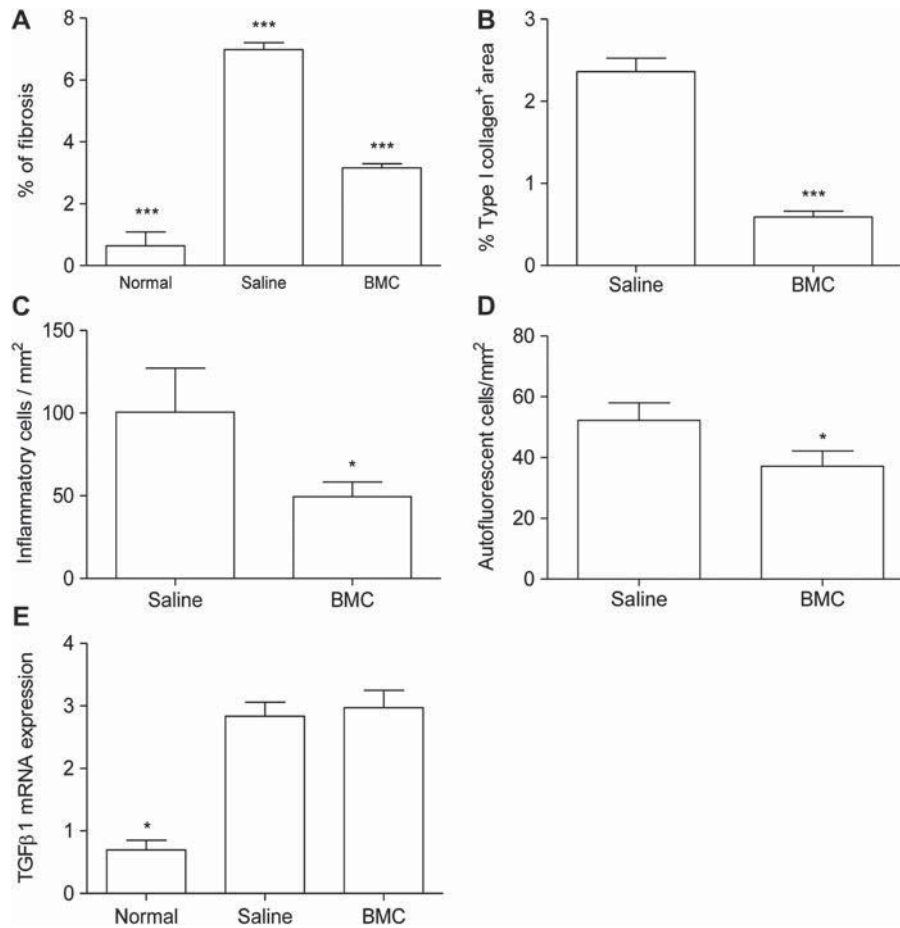 A
% of fibrosis
8
6
4
2
0
***
***
***
Normal Saline BMC
B
% Type I collagen+ area
3
2
1
0
***
Saline BMC
C
Inflammatory cells / mm²
150
100
50
0
*
Saline BMC
D
Autofluorescent cells/mm²
80
60
40
20
0
*
Saline BMC
E
TGFβ1 mRNA expression
4
3
2
1
0
*
Normal Saline BMC